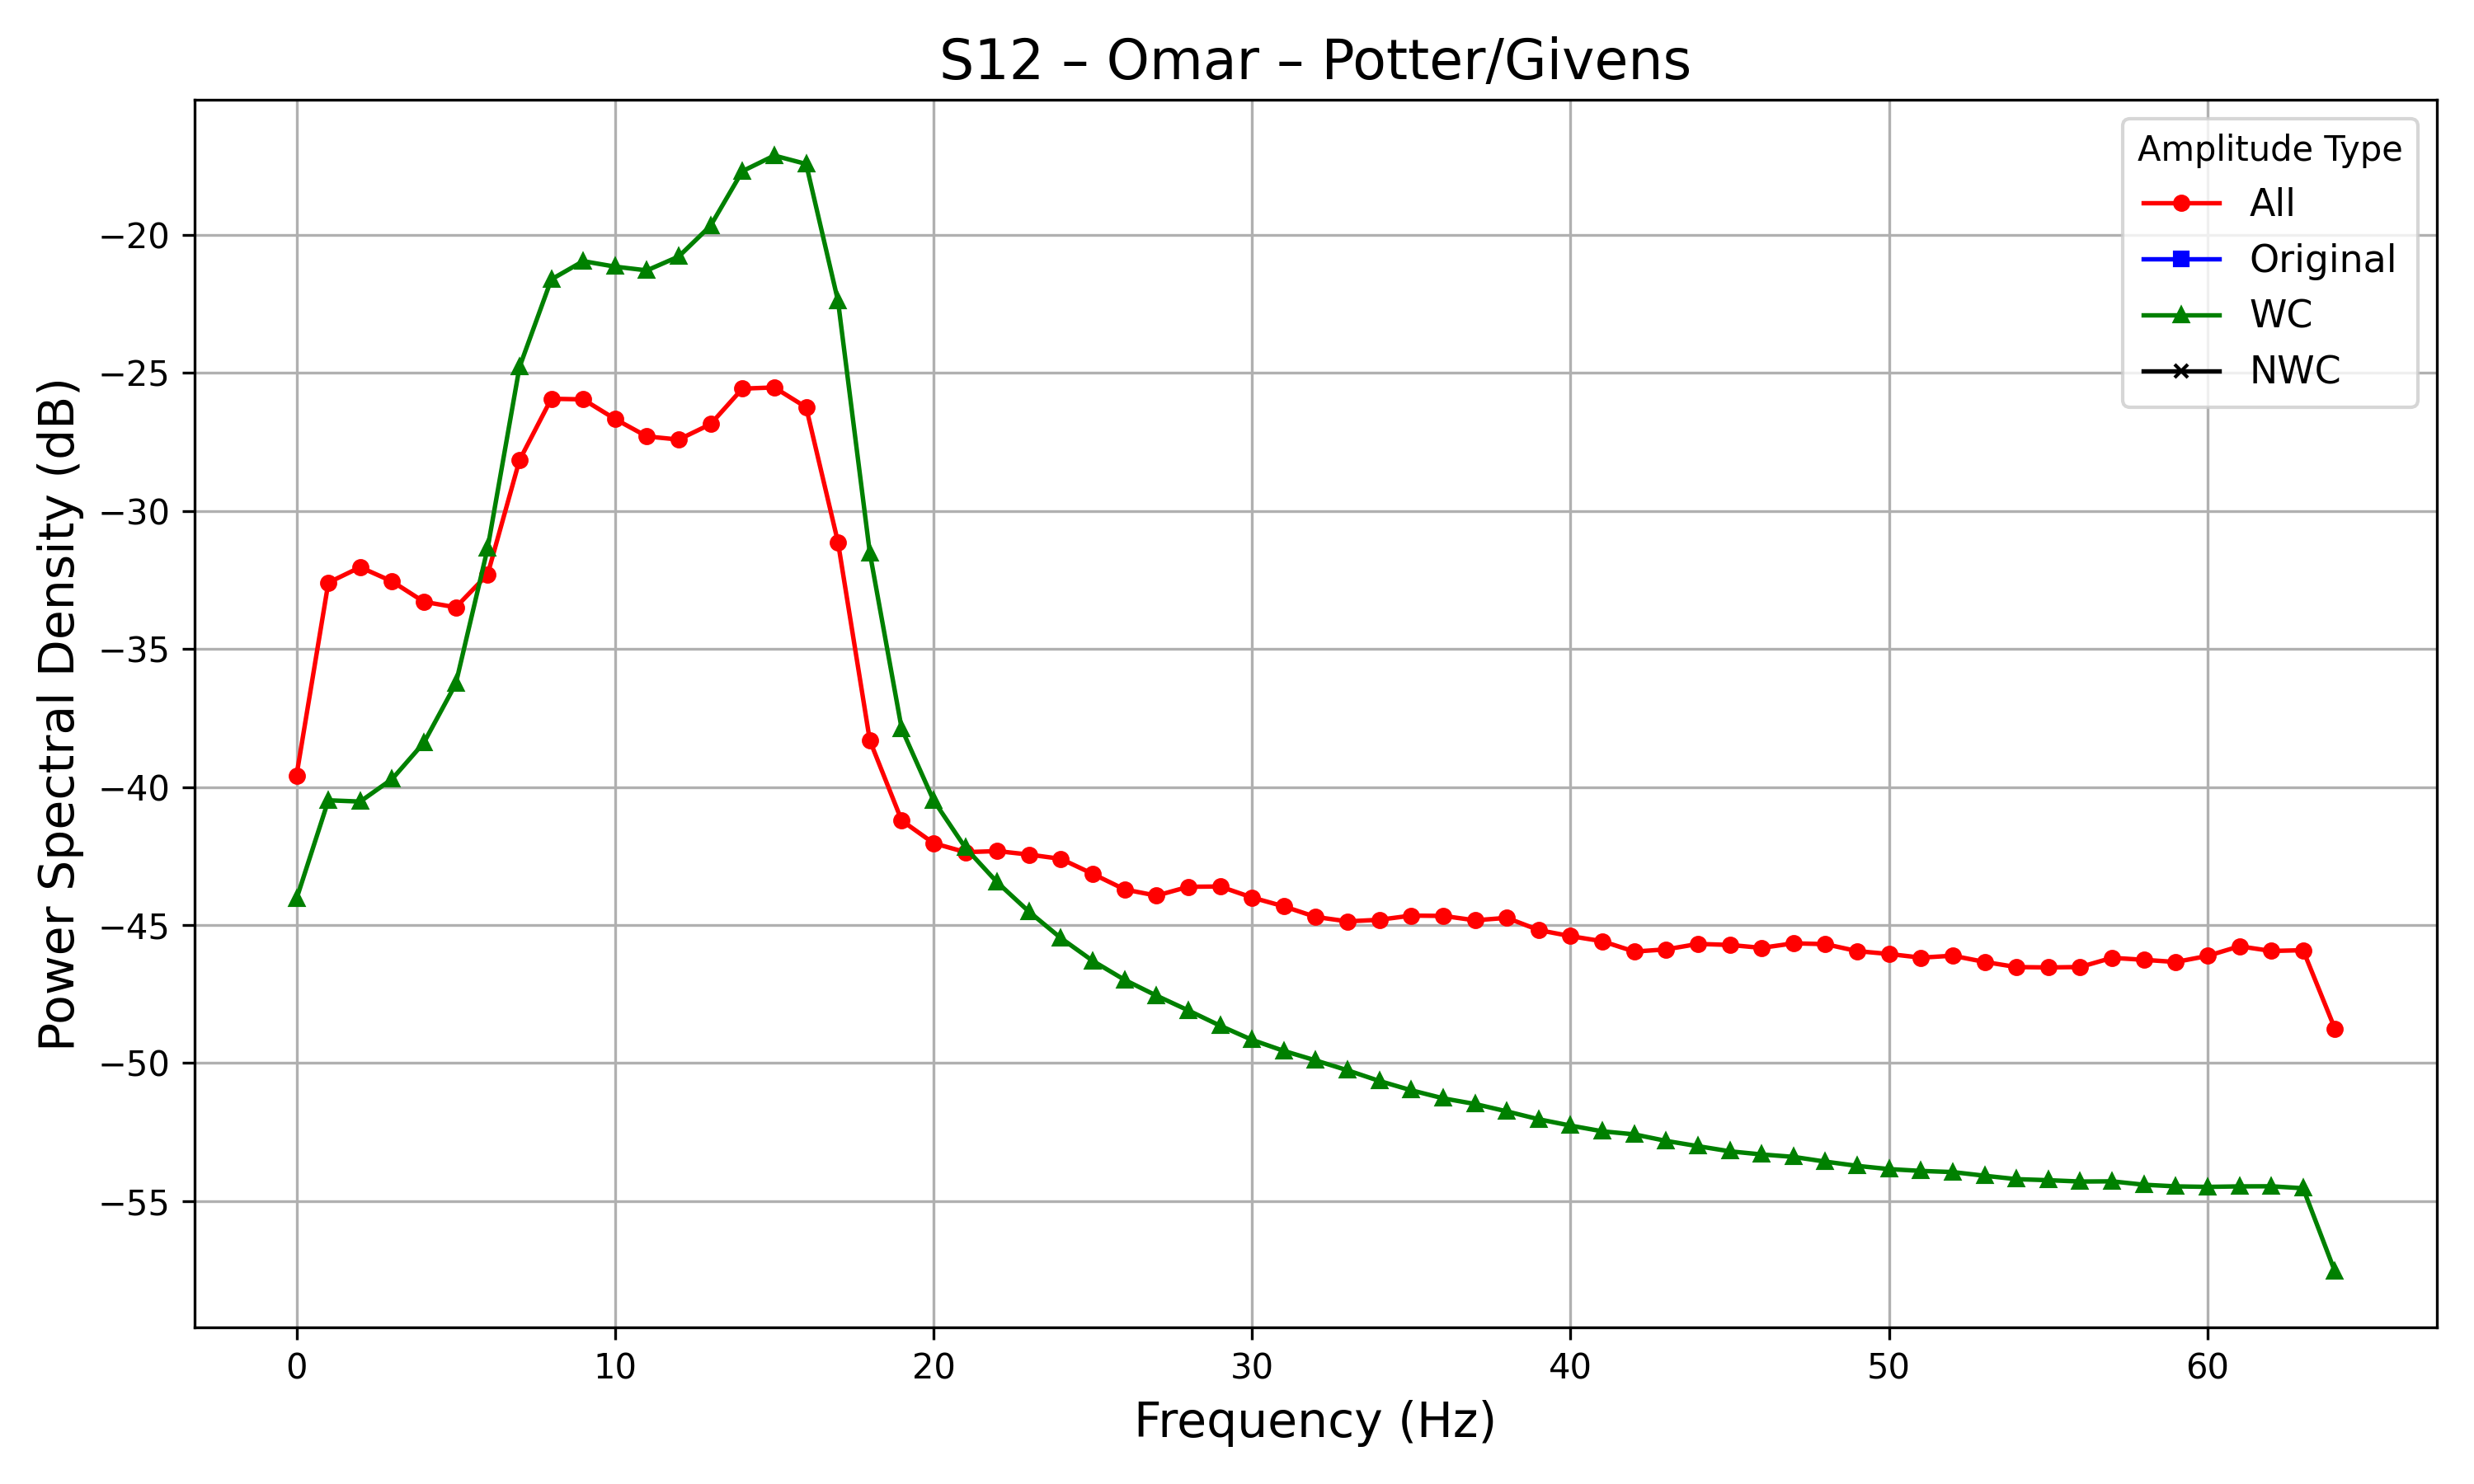 S12 – Omar – Potter/Givens
Amplitude Type
All
Original
WC
NWC
Power Spectral Density (dB)
−20
−25
−30
−35
−40
−45
−50
−55
0 10 20 30 40 50 60
Frequency (Hz)